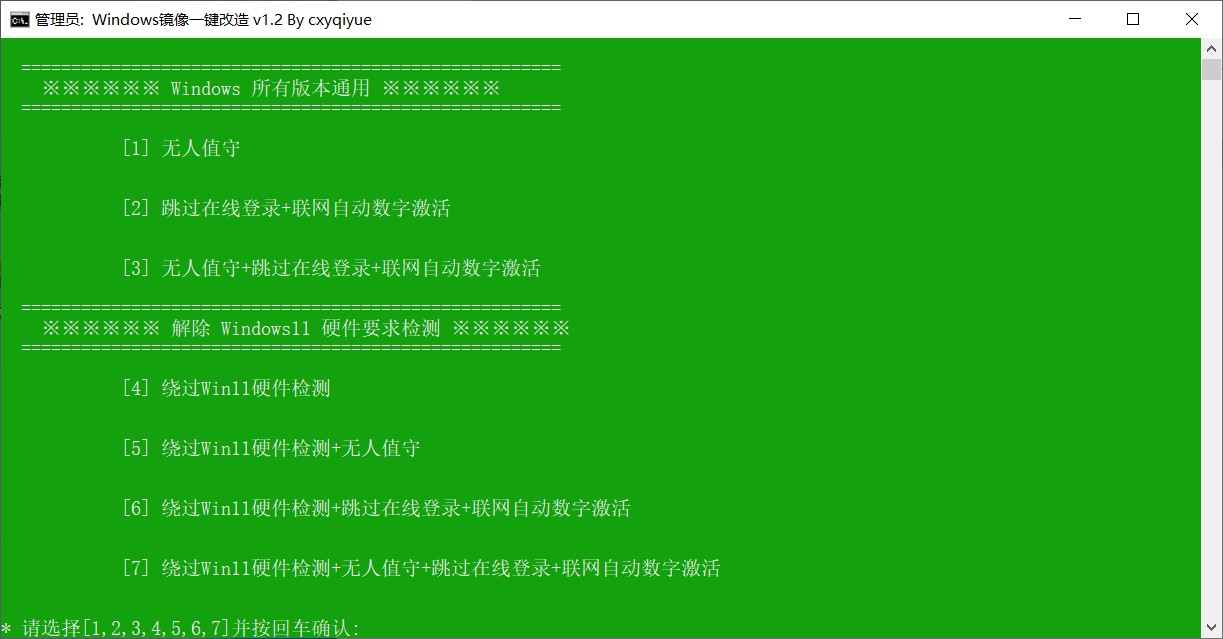 管理员: Windows镜像一键改造 v1.2 By cxyqiyue
======================================================
※※※※※※ Windows 所有版本通用 ※※※※※※
======================================================
[1] 无人值守
[2] 跳过在线登录+联网自动数字激活
[3] 无人值守+跳过在线登录+联网自动数字激活
======================================================
※※※※※※ 解除 Windows11 硬件要求检测 ※※※※※※
======================================================
[4] 绕过Win11硬件检测
[5] 绕过Win11硬件检测+无人值守
[6] 绕过Win11硬件检测+跳过在线登录+联网自动数字激活
[7] 绕过Win11硬件检测+无人值守+跳过在线登录+联网自动数字激活
* 请选择[1,2,3,4,5,6,7]并按回车确认: